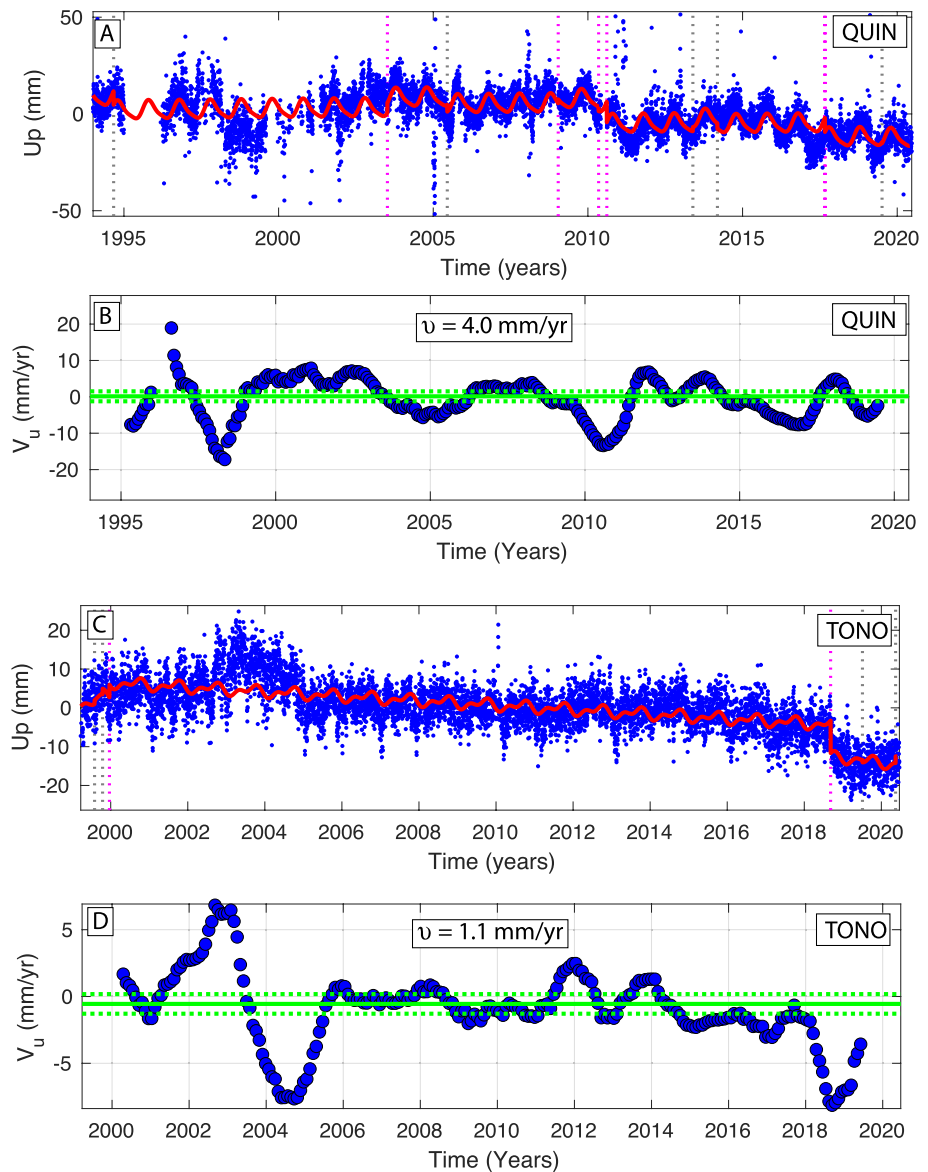 A
QUIN
50
0
-50
Up (mm)
1995 2000 2005 2010 2015 2020
Time (years)
B
υ = 4.0 mm/yr
QUIN
20
10
0
-10
-20
Vu (mm/yr)
1995 2000 2005 2010 2015 2020
Time (Years)
C
TONO
20
10
0
-10
-20
Up (mm)
2000 2002 2004 2006 2008 2010 2012 2014 2016 2018 2020
Time (years)
D
υ = 1.1 mm/yr
TONO
5
0
-5
Vu (mm/yr)
2000 2002 2004 2006 2008 2010 2012 2014 2016 2018 2020
Time (Years)